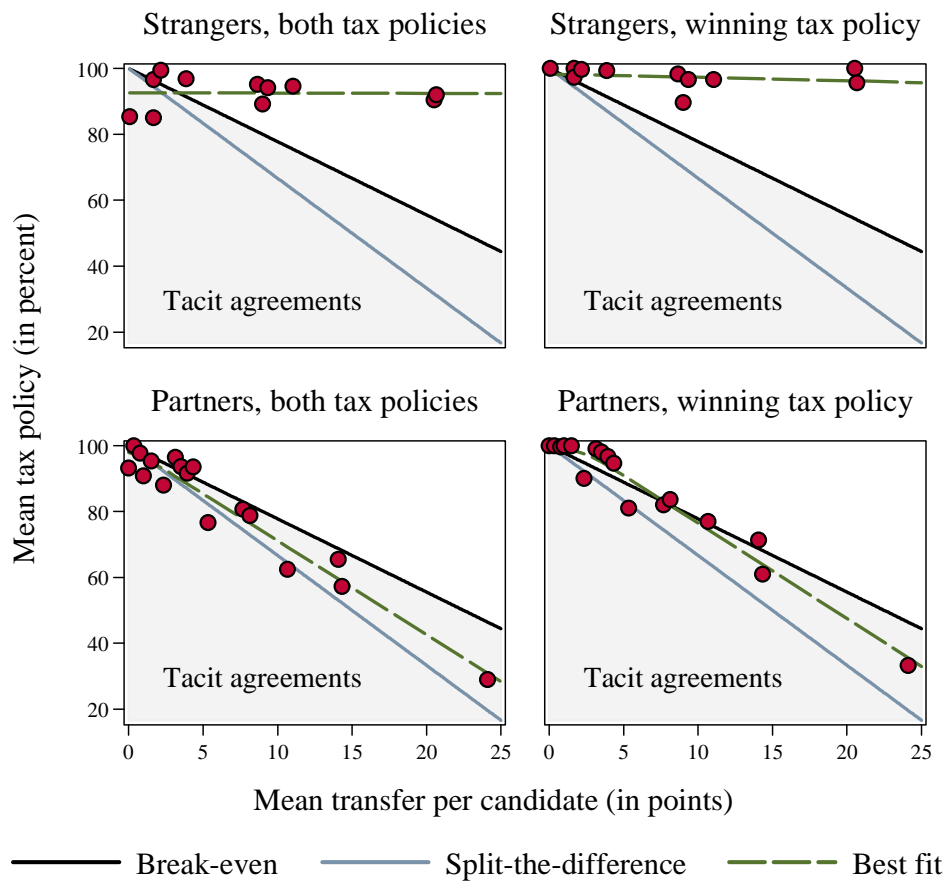 Strangers, both tax policies
Strangers, winning tax policy
100
80
60
40
20
Tacit agreements
Tacit agreements
Mean tax policy (in percent)
Partners, both tax policies
Partners, winning tax policy
100
80
60
40
20
Tacit agreements
Tacit agreements
0 5 10 15 20 25
0 5 10 15 20 25
Mean transfer per candidate (in points)
Break-even Split-the-difference Best fit